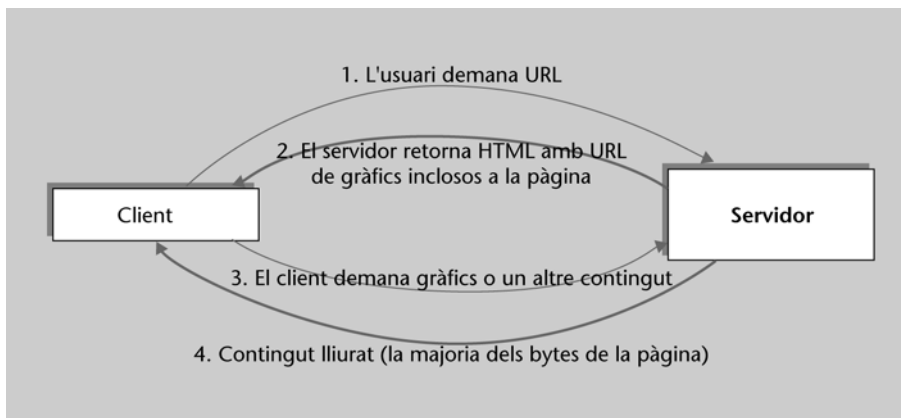 1. L'usuari demana URL
2. El servidor retorna HTML amb URL
de gràfics inclosos a la pàgina
Client
Servidor
3. El client demana gràfics o un altre contingut
4. Contingut lliurat (la majoria dels bytes de la pàgina)